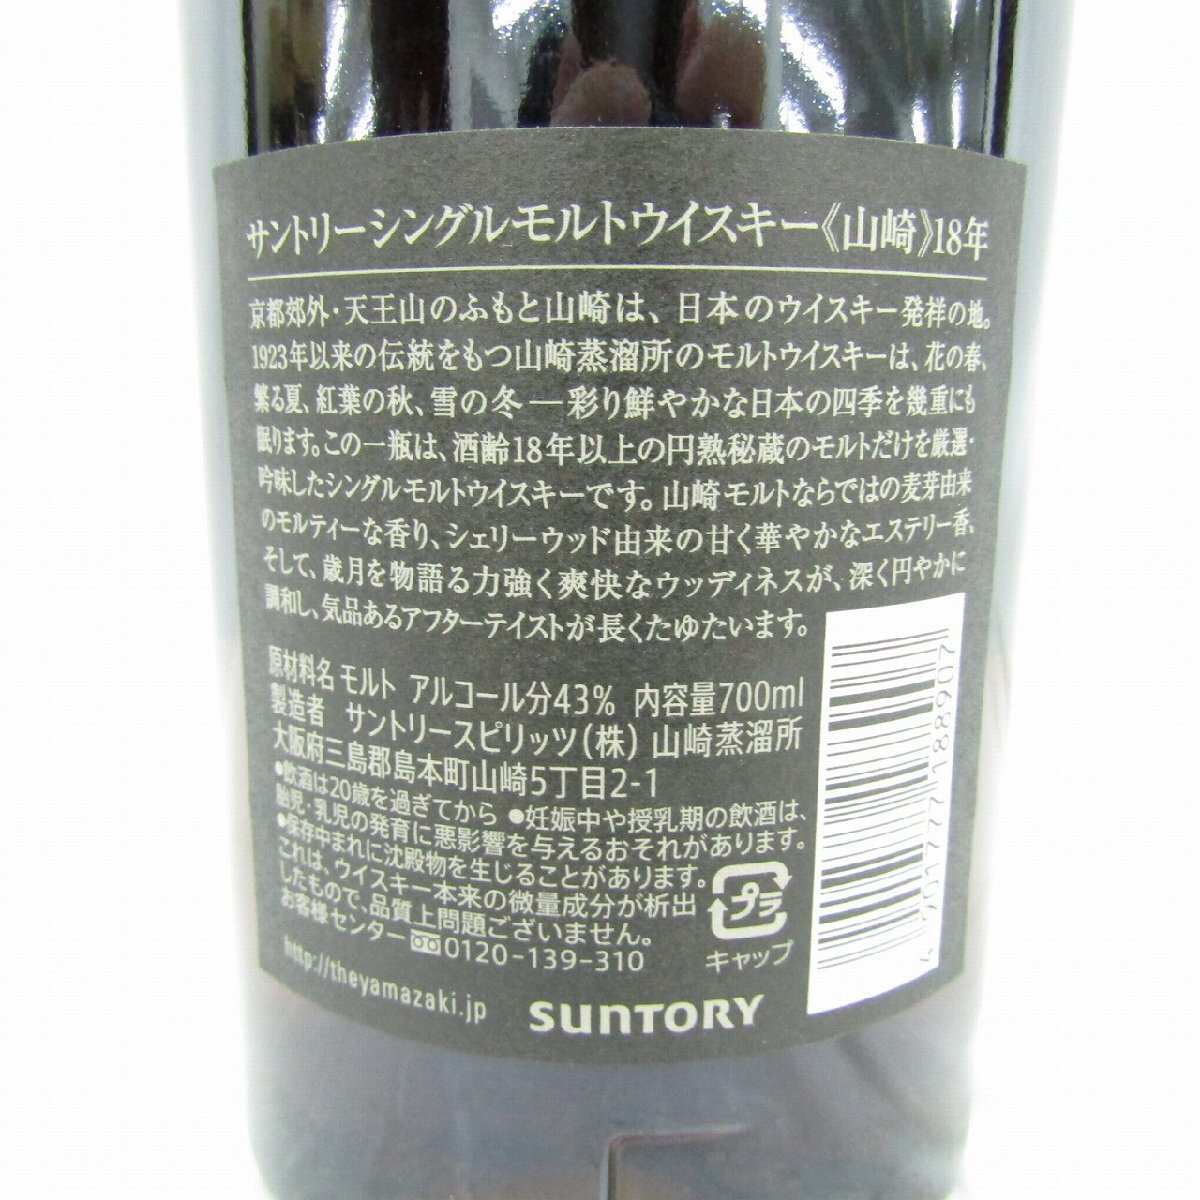 サントリーシングルモルトウイスキー《山崎》18年
京都郊外・天王山のふもと山崎は、日本のウイスキー発祥の地。
1923年以来の伝統をもつ山崎蒸溜所のモルトウイスキーは、花の春、
繁る夏、紅葉の秋、雪の冬―彩り鮮やかな日本の四季を幾重にも
眠ります。この一瓶は、酒齢18年以上の円熟秘蔵のモルトだけを厳選・
吟味したシングルモルトウイスキーです。山崎モルトならではの麦芽由来
のモルティーな香り、シェリーウッド由来の甘く華やかなエステリー香、
そして、歳月を物語る力強く爽快なウッディネスが、深く円やかに
調和し、気品あるアフターテイストが長くたゆたいます。
原材料名 モルト アルコール分43% 内容量700ml
製造者 サントリースピリッツ(株) 山崎蒸溜所
大阪府三島郡島本町山崎5丁目2-1
●飲酒は20歳を過ぎてから ●妊娠中や授乳期の飲酒は、
胎児・乳児の発育に悪影響を与えるおそれがあります。
●保存中まれに沈殿物を生じることがあります。
これは、ウイスキー本来の微量成分が析出
したもので、品質上問題ございません。
お客様センター 0120-139-310
http://theyamazaki.jp
プラ
キャップ
SUNTORY
4901777188907